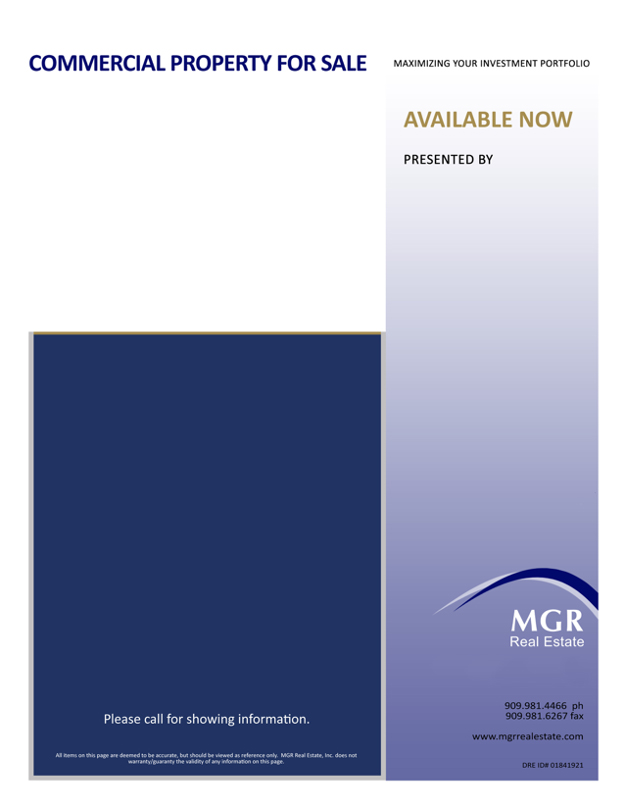 COMMERCIAL PROPERTY FOR SALE
MAXIMIZING YOUR INVESTMENT PORTFOLIO
AVAILABLE NOW
PRESENTED BY
MGR
Real Estate
909.981.4466 ph
909.981.6267 fax
www.mgrrealestate.com
DRE ID# 01841921
Please call for showing information.
All items on this page are deemed to be accurate, but should be viewed as reference only. MGR Real Estate, Inc. does not
warranty/guaranty the validity of any information on this page.